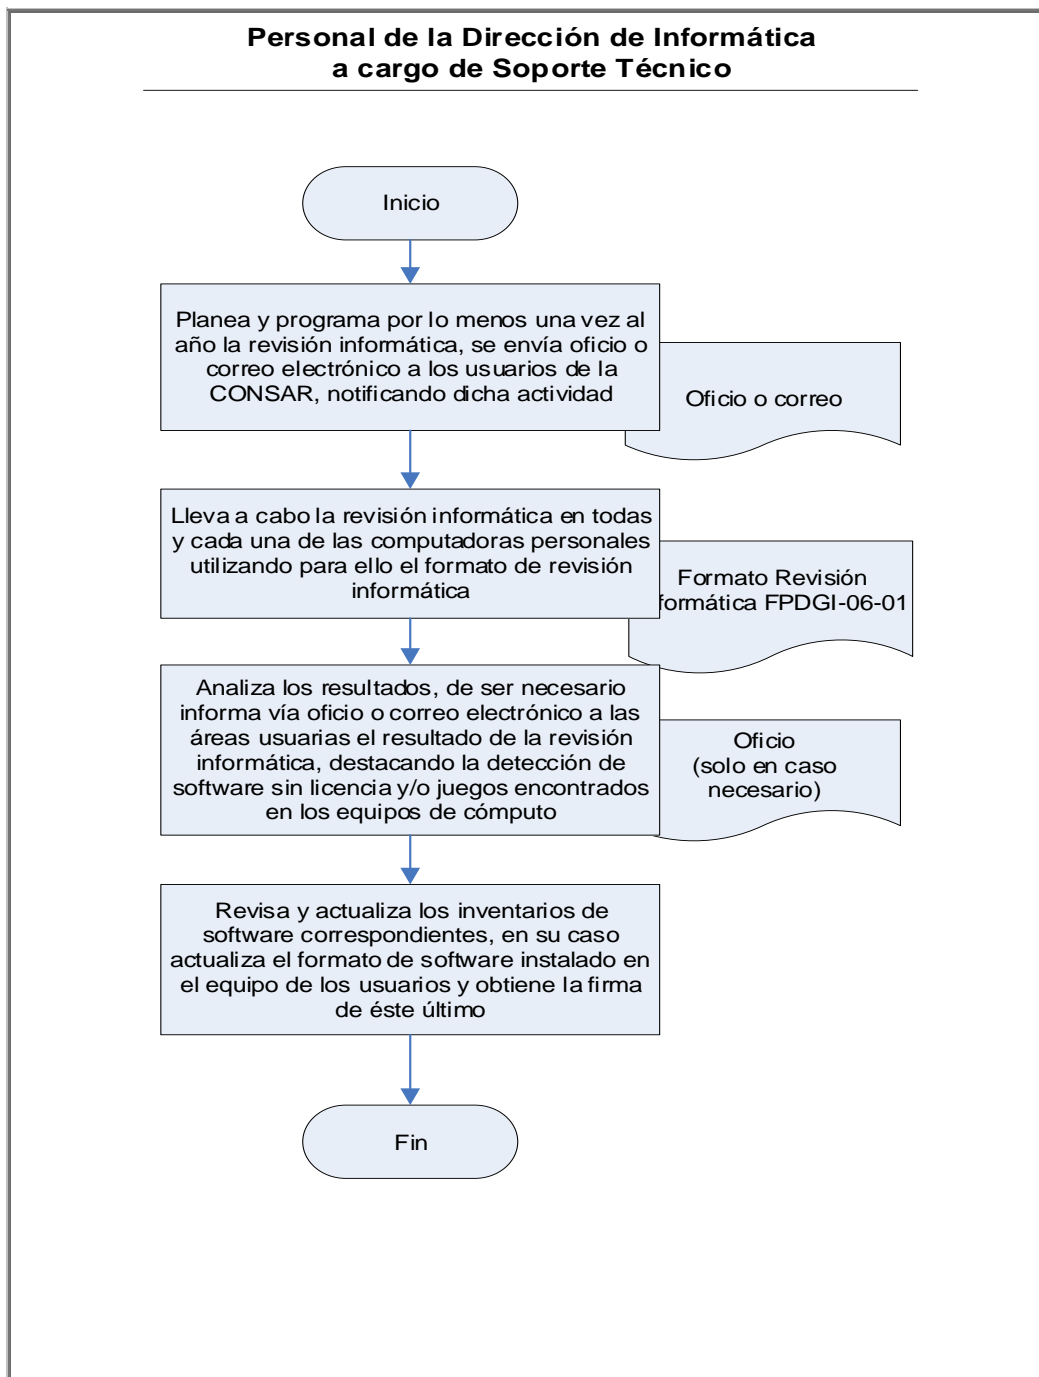 Personal de la Dirección de Informática
a cargo de Soporte Técnico
Inicio
Planea y programa por lo menos una vez al
año la revisión informática, se envía oficio o
correo electrónico a los usuarios de la
CONSAR, notificando dicha actividad
Oficio o correo
Lleva a cabo la revisión informática en todas
y cada una de las computadoras personales
utilizando para ello el formato de revisión
informática
Formato Revisión
formática FPDGI-06-01
Analiza los resultados, de ser necesario
informa vía oficio o correo electrónico a las
áreas usuarias el resultado de la revisión
informática, destacando la detección de
software sin licencia y/o juegos encontrados
en los equipos de cómputo
Oficio
(solo en caso
necesario)
Revisa y actualiza los inventarios de
software correspondientes, en su caso
actualiza el formato de software instalado en
el equipo de los usuarios y obtiene la firma
de éste último
Fin